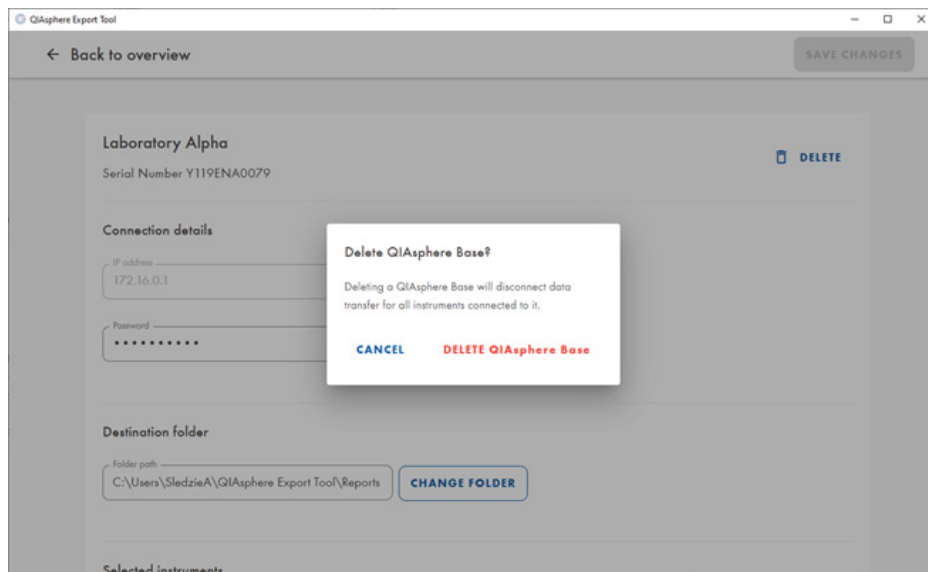 QIAsphere Export Tool
Back to overview
SAVE CHANGES
Laboratory Alpha
Serial Number Y119ENA0079
DELETE
Connection details
IP address
172.16.0.1
Password
Delete QIAsphere Base?
Deleting a QIAsphere Base will disconnect data
transfer for all instruments connected to it.
CANCEL
DELETE QIAsphere Base
Destination folder
Folder path
C:\Users\SledzieA\QIAsphere Export Tool\Reports
CHANGE FOLDER
Selected instruments